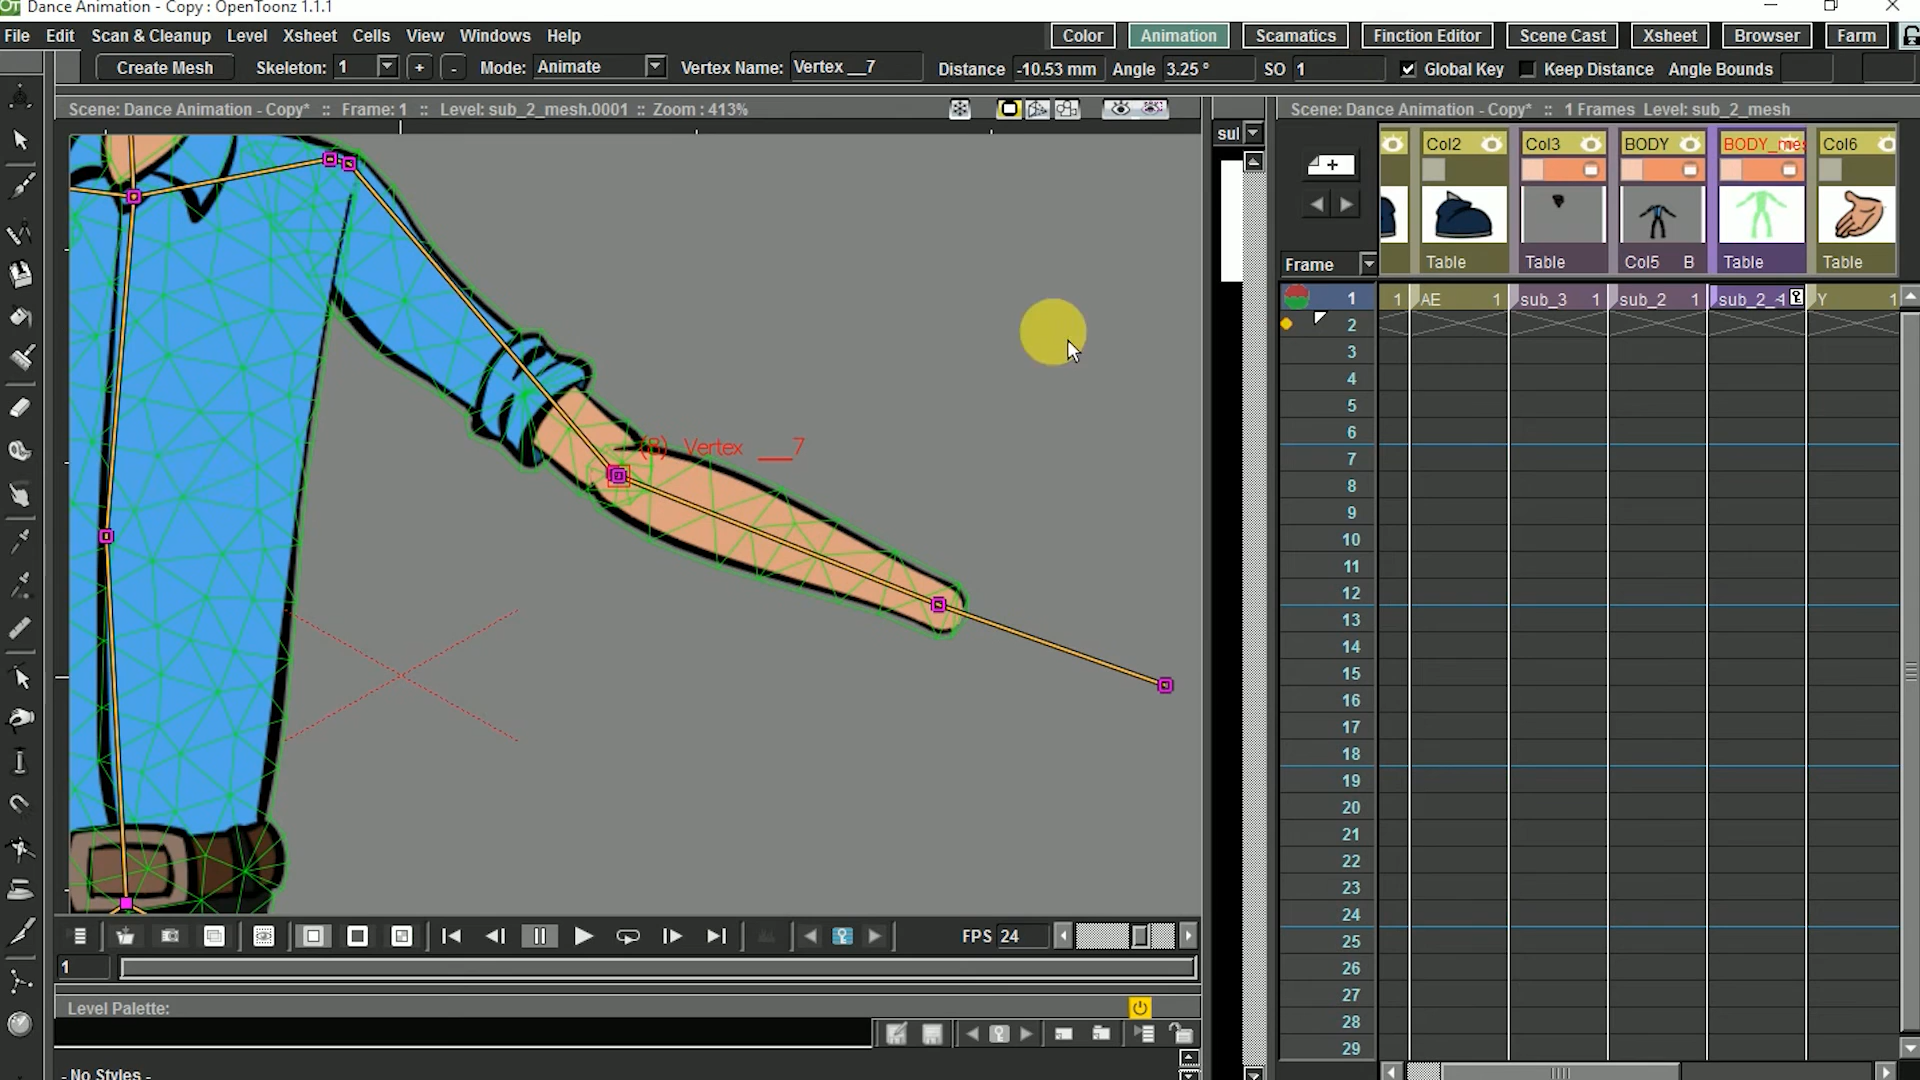 Dance Animation - Copy : OpenToonz 1.1.1
File Edit Scan & Cleanup Level Xsheet Cells View Windows Help
Color Animation Scamatics Finction Editor Scene Cast Xsheet Browser Farm
Create Mesh Skeleton: 1 + - Mode: Animate Vertex Name: Vertex __7 Distance -10.53 mm Angle 3.25 ° SO 1 Global Key Keep Distance Angle Bounds
Scene: Dance Animation - Copy* :: Frame: 1 :: Level: sub_2_mesh.0001 :: Zoom : 413%
Scene: Dance Animation - Copy* :: 1 Frames Level: sub_2_mesh
sul
Col2 Col3 BODY BODY_mes Col6
Table Table Col5 B Table Table
Frame
1 1 AE 1 sub_3 1 sub_2 1 sub_2_ 1 Y 1
2
3
4
5
6
7
8
9
10
11
12
13
14
15
16
17
18
19
20
21
22
23
24
25
26
27
28
29
(8) Vertex ___7
FPS 24
1
Level Palette:
- No Styles -